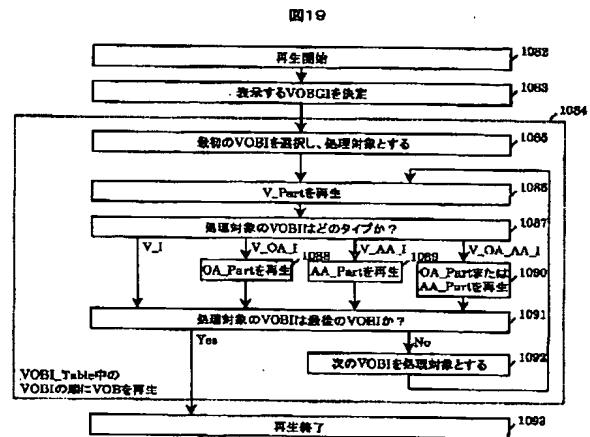 図19
再生開始
1082
表示するVOBGIを決定
1083
1084
最初のVOBIを選択し、処理対象とする
1085
V_Partを再生
1086
処理対象のVOBIはどのタイプか？
1087
V_I
V_OA_I
1088
V_AA_I
1089
V_OA_AA_I
OA_Partを再生
AA_Partを再生
OA_Partまたは
AA_Partを再生
1090
処理対象のVOBIは最後のVOBIか？
1091
Yes
No
次のVOBIを処理対象とする
1092
VOBI_Table中の
VOBIの順にVOBを再生
再生終了
1093